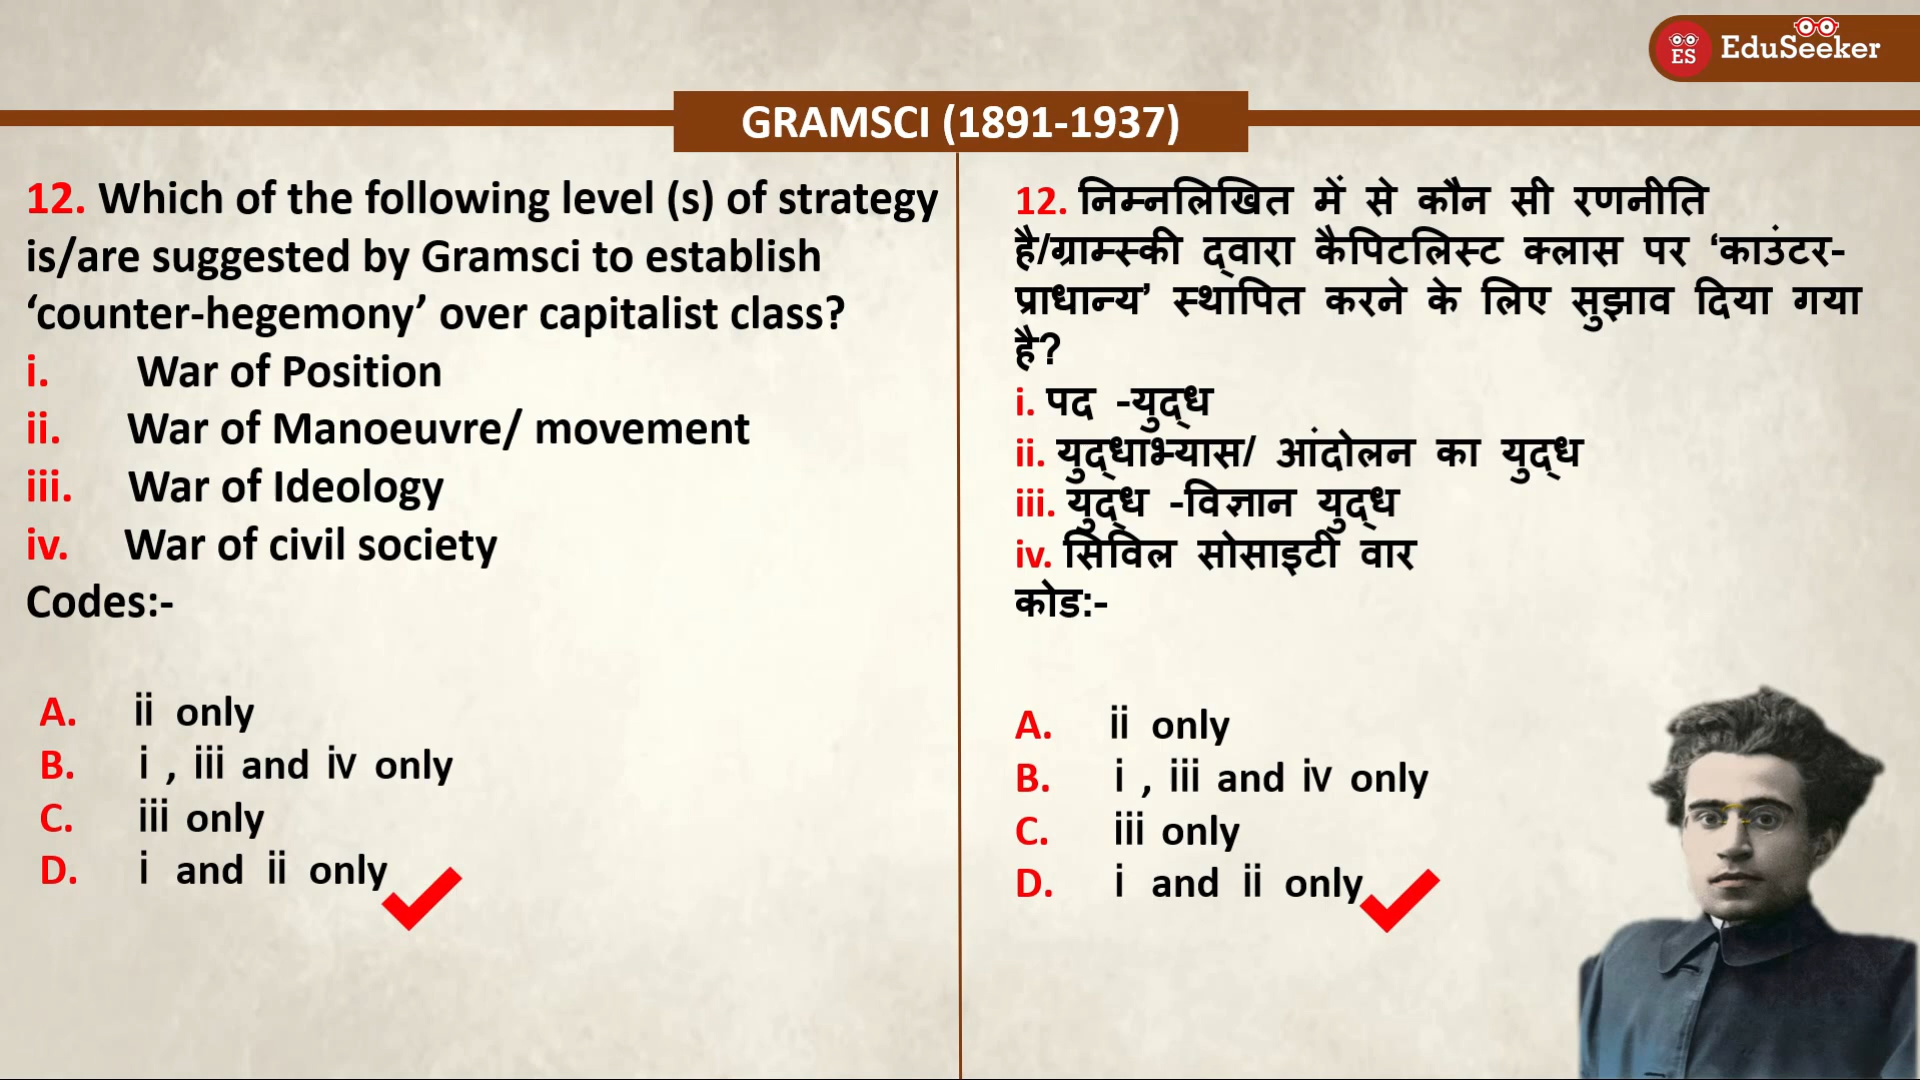 ES EduSeeker
GRAMSCI (1891-1937)
12. Which of the following level (s) of strategy
is/are suggested by Gramsci to establish
‘counter-hegemony’ over capitalist class?
i. War of Position
ii. War of Manoeuvre/ movement
iii. War of Ideology
iv. War of civil society
Codes:-
A. ii only
B. i , iii and iv only
C. iii only
D. i and ii only
12. निम्नलिखित में से कौन सी रणनीति
है/ग्राम्स्की द्वारा कैपिटलिस्ट क्लास पर ‘काउंटर-
प्राधान्य’ स्थापित करने के लिए सुझाव दिया गया
है?
i. पद -युद्ध
ii. युद्धाभ्यास/ आंदोलन का युद्ध
iii. युद्ध -विज्ञान युद्ध
iv. सिविल सोसाइटी वार
कोड:-
A. ii only
B. i , iii and iv only
C. iii only
D. i and ii only